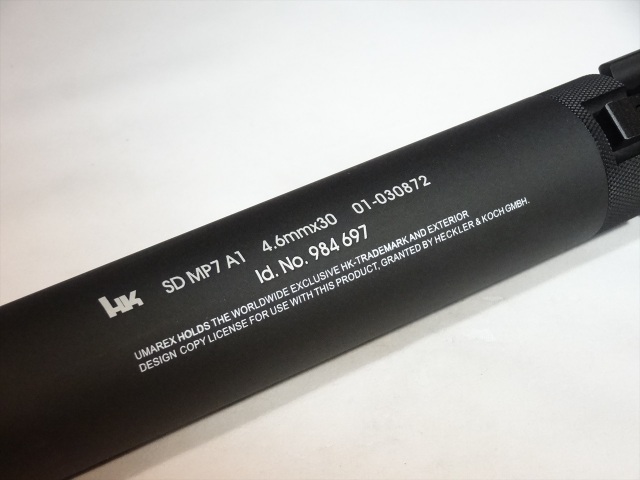 HK SD MP7 A1 4.6mmx30 01-030872
Id. No. 984 697
UMAREX HOLDS THE WORLDWIDE EXCLUSIVE HK-TRADEMARK AND EXTERIOR
DESIGN COPY LICENSE FOR USE WITH THIS PRODUCT, GRANTED BY HECKLER & KOCH GMBH.